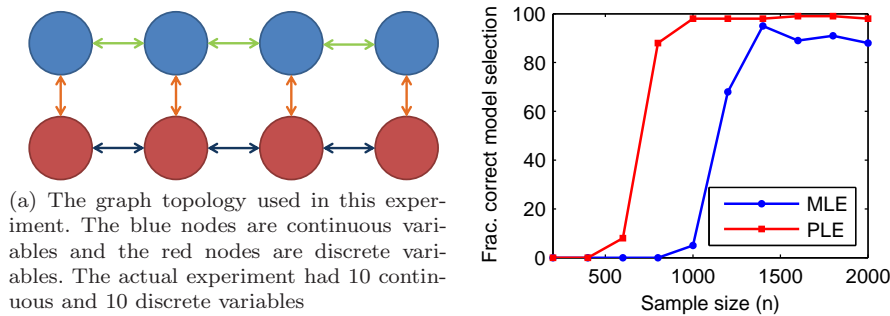 (a) The graph topology used in this exper-
iment. The blue nodes are continuous vari-
ables and the red nodes are discrete vari-
ables. The actual experiment had 10 contin-
uous and 10 discrete variables
Frac. correct model selection
100
80
60
40
20
0
500
1000
1500
2000
Sample size (n)
MLE
PLE